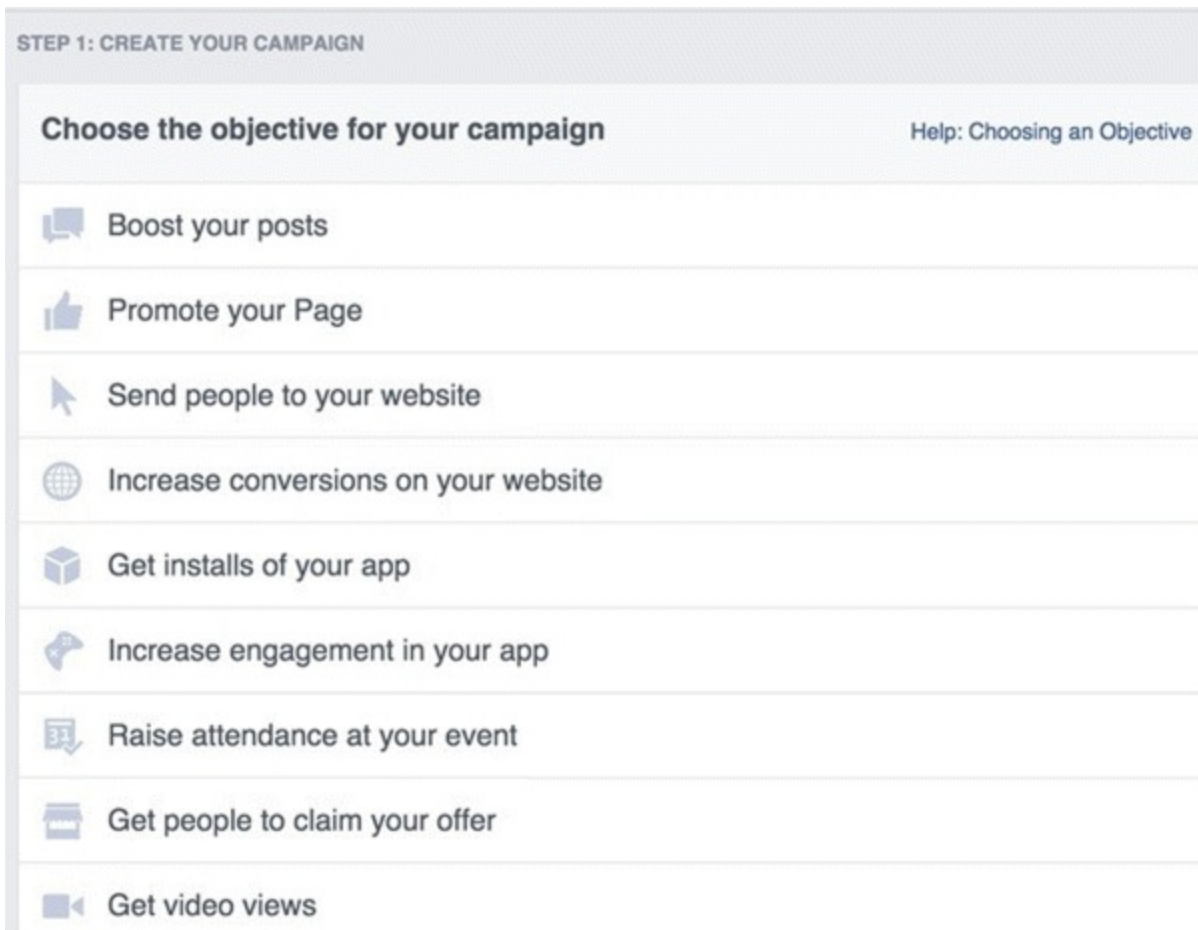 STEP 1: CREATE YOUR CAMPAIGN
Choose the objective for your campaign
Help: Choosing an Objective
Boost your posts
Promote your Page
Send people to your website
Increase conversions on your website
Get installs of your app
Increase engagement in your app
31
Raise attendance at your event
Get people to claim your offer
Get video views